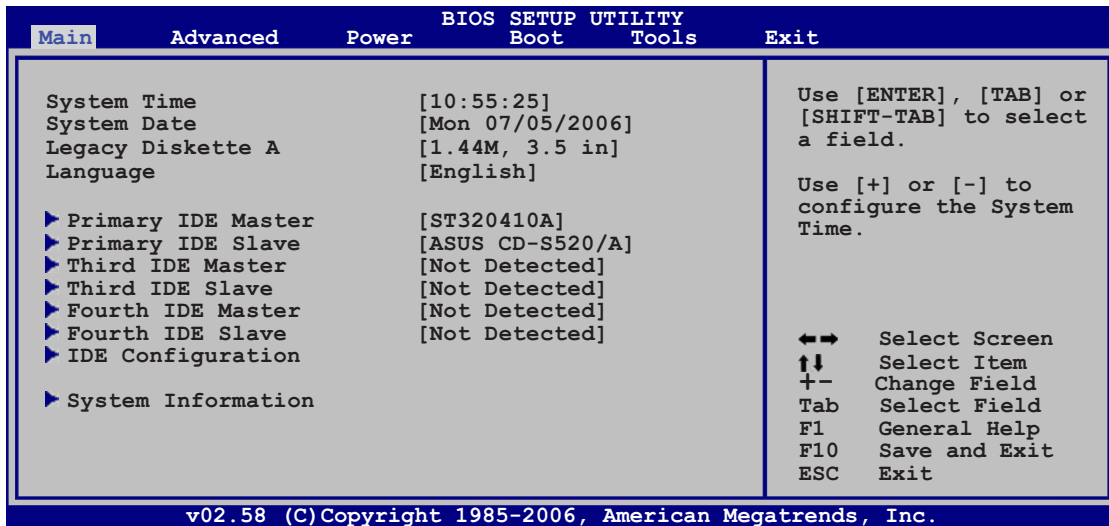 BIOS SETUP UTILITY
Main Advanced Power Boot Tools Exit
System Time [10:55:25]
System Date [Mon 07/05/2006]
Legacy Diskette A [1.44M, 3.5 in]
Language [English]
Primary IDE Master [ST320410A]
Primary IDE Slave [ASUS CD-S520/A]
Third IDE Master [Not Detected]
Third IDE Slave [Not Detected]
Fourth IDE Master [Not Detected]
Fourth IDE Slave [Not Detected]
IDE Configuration
System Information
Use [ENTER], [TAB] or
[SHIFT-TAB] to select
a field.
Use [+] or [-] to
configure the System
Time.
←→ Select Screen
↑↓ Select Item
+- Change Field
Tab Select Field
F1 General Help
F10 Save and Exit
ESC Exit
v02.58 (C)Copyright 1985-2006, American Megatrends, Inc.